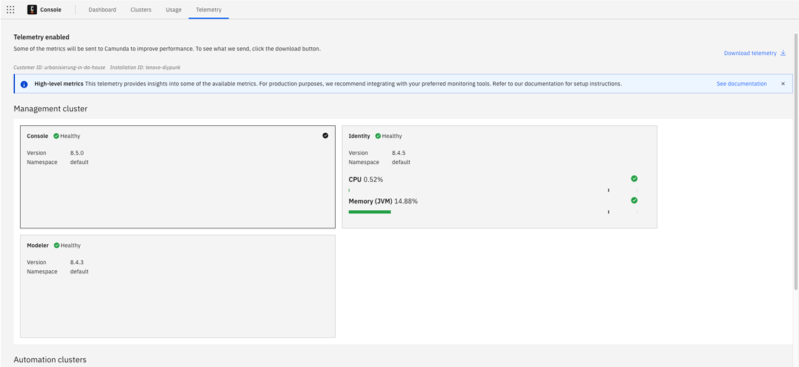 Console Dashboard Clusters Usage Telemetry
Telemetry enabled
Some of the metrics will be sent to Camunda to improve performance. To see what we send, click the download button.
Download telemetry
Customer ID: urbanisierung-in-da-house · Installation ID: lenovo-dippunk
High-level metrics This telemetry provides insights into some of the available metrics. For production purposes, we recommend integrating with your preferred monitoring tools. Refer to our documentation for setup instructions. See documentation
Management cluster
Console Healthy
Version 8.5.0
Namespace default
Identity Healthy
Version 8.4.5
Namespace default
CPU 0.52%
Memory (JVM) 14.88%
Modeler Healthy
Version 8.4.3
Namespace default
Automation clusters